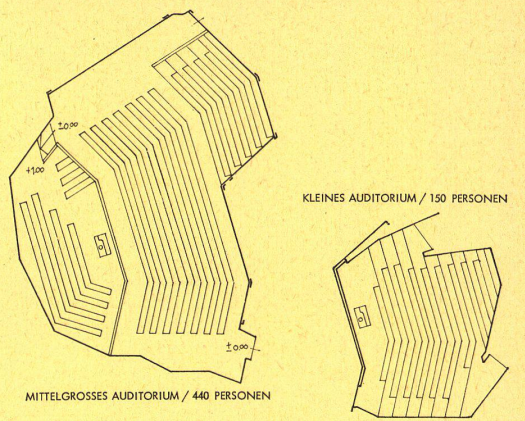 ±0.00
+1.00
KLEINES AUDITORIUM / 150 PERSONEN
±0.00
MITTELGROSSES AUDITORIUM / 440 PERSONEN